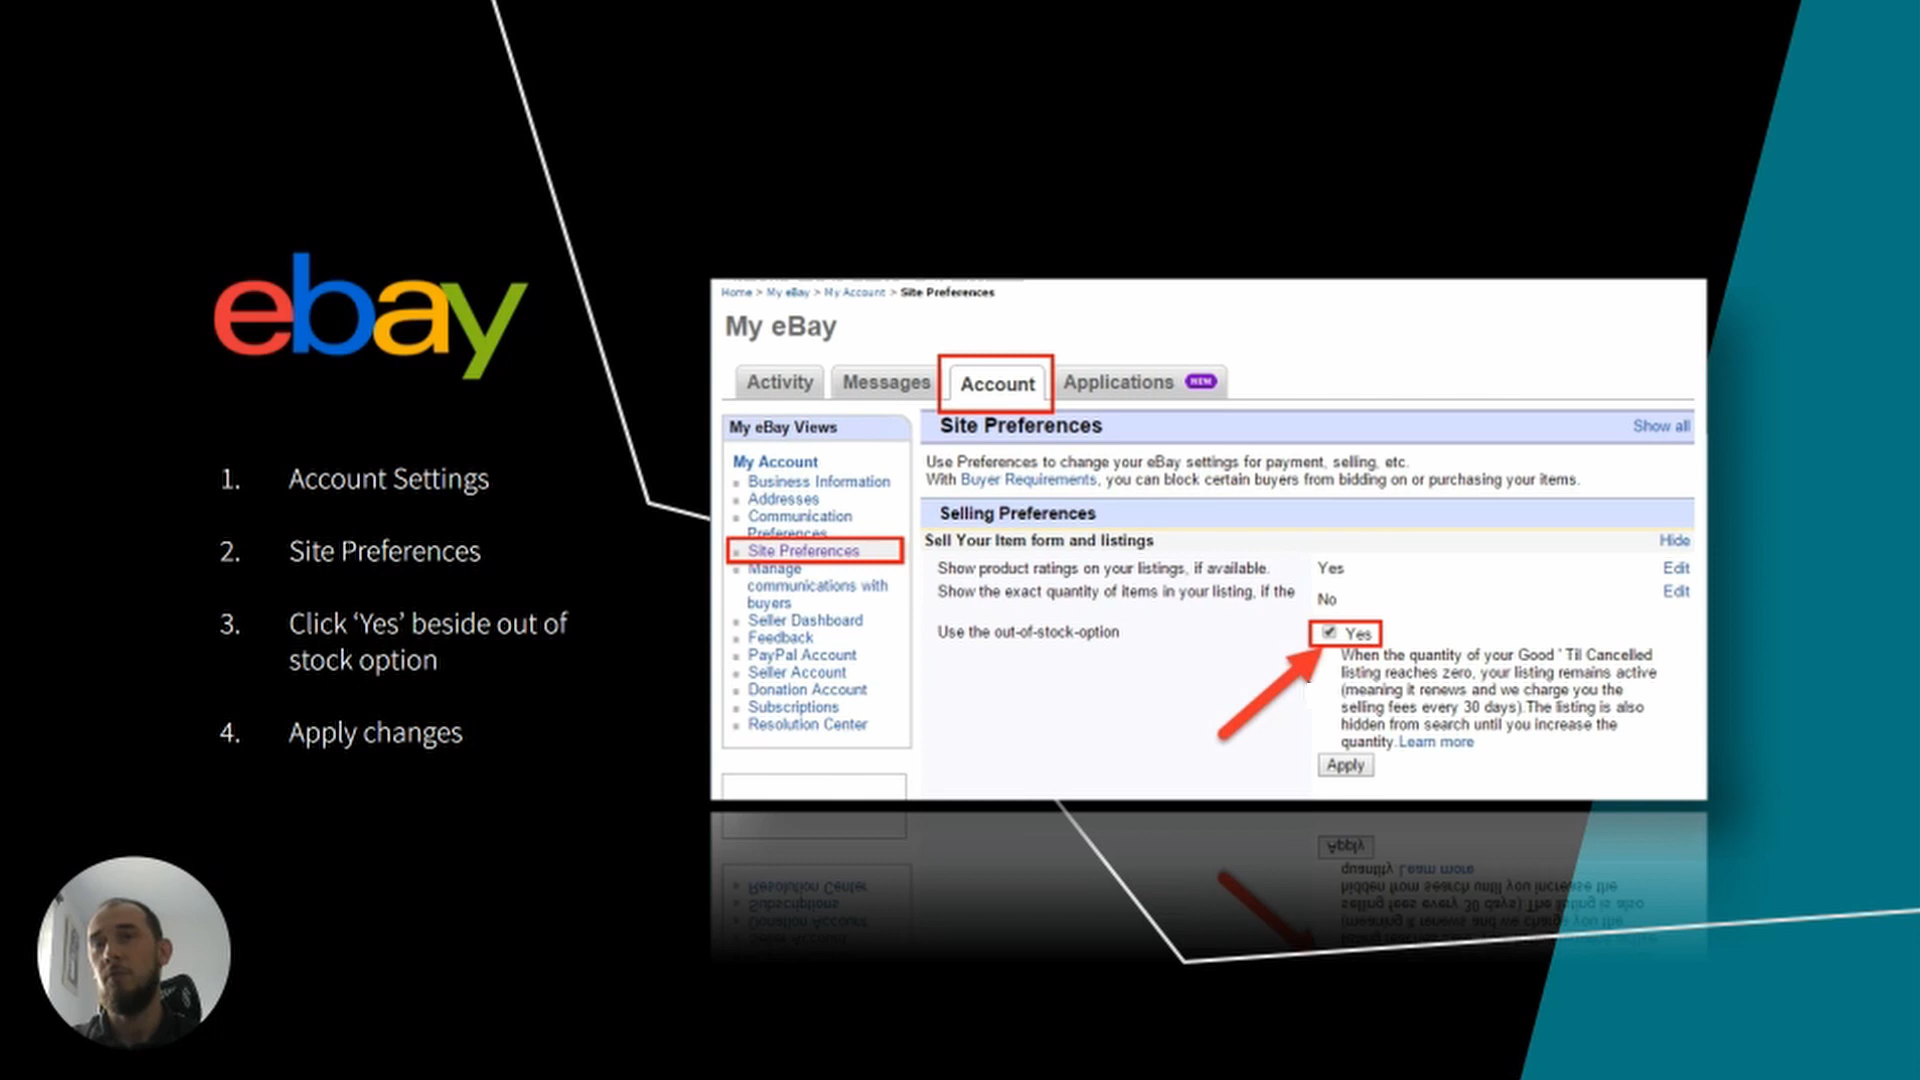 ebay
1. Account Settings
2. Site Preferences
3. Click ‘Yes’ beside out of
stock option
4. Apply changes
Home > My eBay > My Account > Site Preferences
My eBay
Activity Messages Account Applications NEW
My eBay Views
My Account
Business Information
Addresses
Communication
Preferences
Site Preferences
Manage
communications with
buyers
Seller Dashboard
Feedback
PayPal Account
Seller Account
Donation Account
Subscriptions
Resolution Center
Site Preferences Show all
Use Preferences to change your eBay settings for payment, selling, etc.
With Buyer Requirements, you can block certain buyers from bidding on or purchasing your items.
Selling Preferences
Sell Your Item form and listings Hide
Show product ratings on your listings, if available. Yes Edit
Show the exact quantity of items in your listing, if the No Edit
Use the out-of-stock-option Yes
When the quantity of your Good ' Til Cancelled
listing reaches zero, your listing remains active
(meaning it renews and we charge you the
selling fees every 30 days).The listing is also
hidden from search until you increase the
quantity.Learn more
Apply